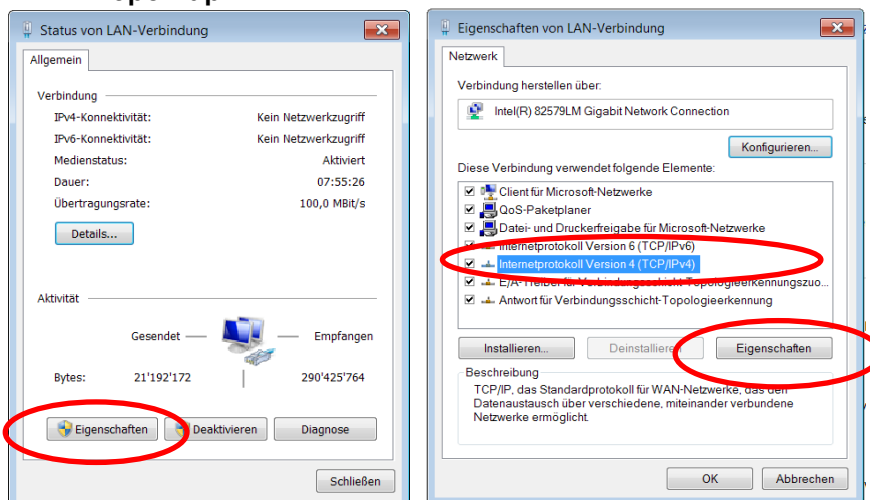 Status von LAN-Verbindung
Allgemein
Verbindung
IPv4-Konnektivität: Kein Netzwerkzugriff
IPv6-Konnektivität: Kein Netzwerkzugriff
Medienstatus: Aktiviert
Dauer: 07:55:26
Übertragungsrate: 100,0 MBit/s
Details...
Aktivität
Gesendet Empfangen
Bytes: 21'192'172 290'425'764
Eigenschaften Deaktivieren Diagnose
Schließen
Eigenschaften von LAN-Verbindung
Netzwerk
Verbindung herstellen über:
Intel(R) 82579LM Gigabit Network Connection
Konfigurieren...
Diese Verbindung verwendet folgende Elemente:
Client für Microsoft-Netzwerke
QoS-Paketplaner
Datei- und Druckerfreigabe für Microsoft-Netzwerke
Internetprotokoll Version 6 (TCP/IPv6)
Internetprotokoll Version 4 (TCP/IPv4)
E/A-Treiber für Verbindungsschicht-Topologieerkennungszuo...
Antwort für Verbindungsschicht-Topologieerkennung
Installieren... Deinstallieren Eigenschaften
Beschreibung
TCP/IP, das Standardprotokoll für WAN-Netzwerke, das den
Datenaustausch über verschiedene, miteinander verbundene
Netzwerke ermöglicht.
OK Abbrechen